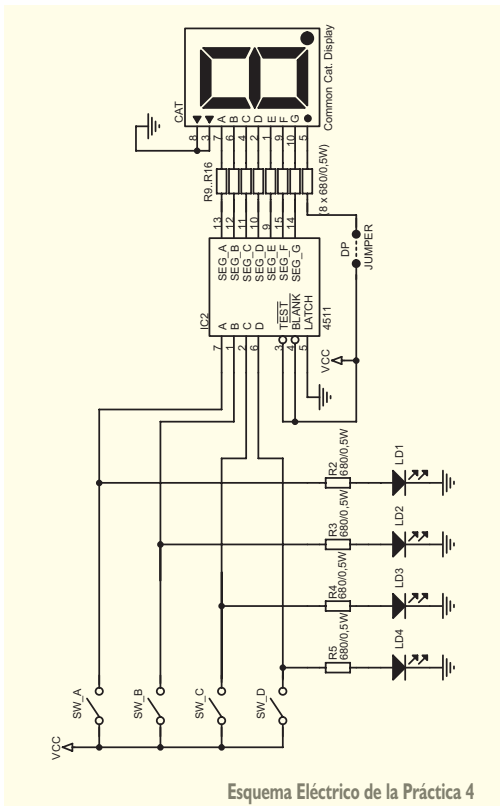 Common Cat. Display
CAT
A
B
C
D
E
F
G
8
3
7
6
4
2
1
9
10
5
R9..R16
(8 x 680/0,5W)
13
12
11
10
9
15
14
SEG_A
SEG_B
SEG_C
SEG_D
SEG_E
SEG_F
SEG_G
DP
JUMPER
IC2
A
B
C
D
TEST
BLANK
LATCH
4511
7
1
2
6
3
4
5
VCC
R2
680/0,5W
LD1
R3
680/0,5W
LD2
R4
680/0,5W
LD3
R5
680/0,5W
LD4
SW_A
SW_B
SW_C
SW_D
VCC
Esquema Eléctrico de la Práctica 4